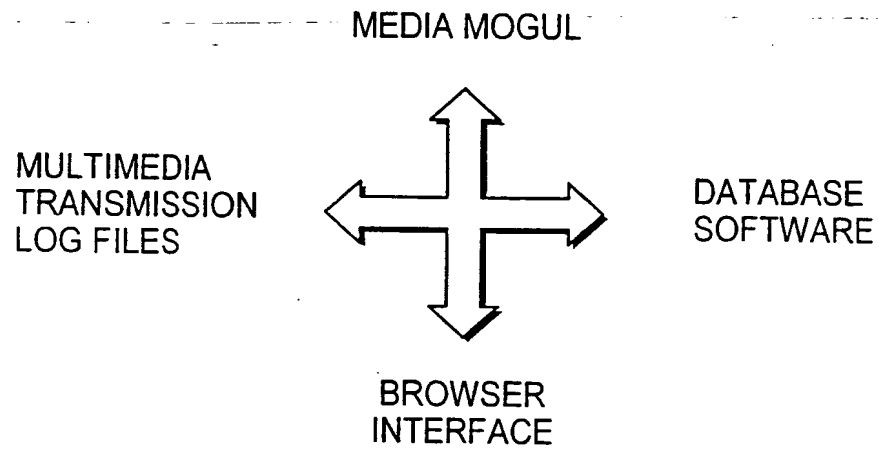 MEDIA MOGUL
MULTIMEDIA
TRANSMISSION
LOG FILES
DATABASE
SOFTWARE
BROWSER
INTERFACE